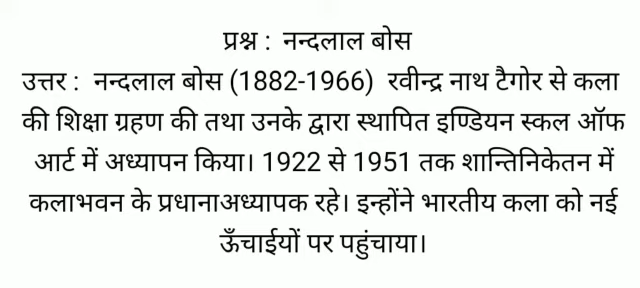 प्रश्न : नन्दलाल बोस
उत्तर : नन्दलाल बोस (1882-1966) रवीन्द्र नाथ टैगोर से कला
की शिक्षा ग्रहण की तथा उनके द्वारा स्थापित इण्डियन स्कल ऑफ
आर्ट में अध्यापन किया। 1922 से 1951 तक शान्तिनिकेतन में
कलाभवन के प्रधानाअध्यापक रहे। इन्होंने भारतीय कला को नई
ऊँचाईयों पर पहुंचाया।